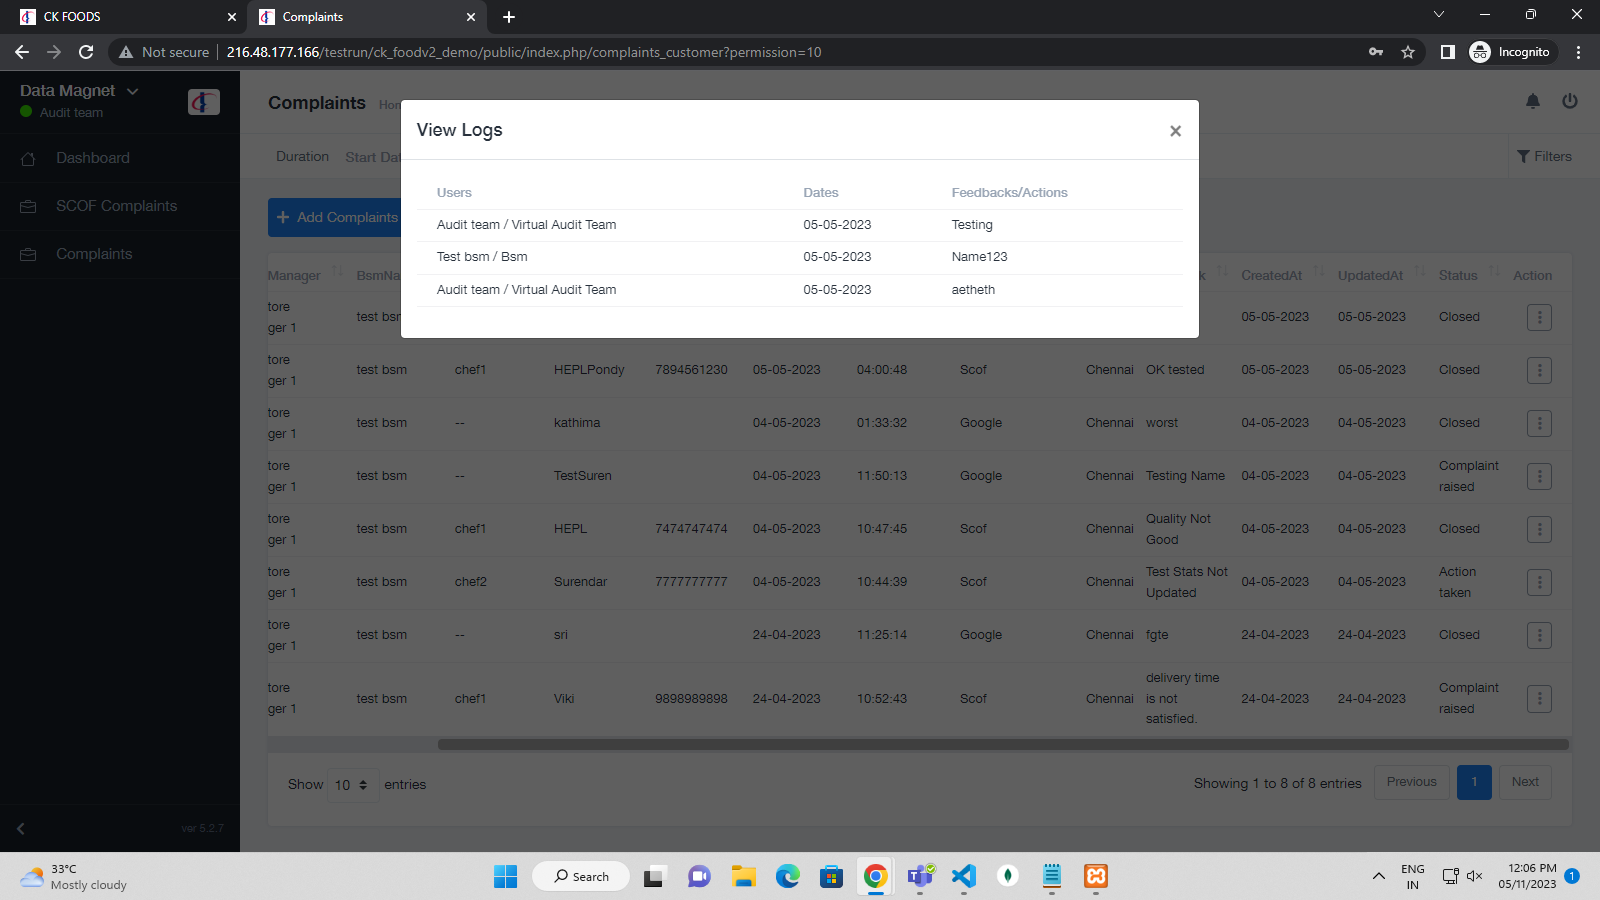 CK FOODS
Complaints
Not secure
216.48.177.166/testrun/ck_foodv2_demo/public/index.php/complaints_customer?permission=10
Incognito
Data Magnet
Audit team
Dashboard
SCOF Complaints
Complaints
ver 5.2.7
Complaints
Duration
Filters
Add Complaints
View Logs
Users Dates Feedbacks/Actions
Audit team / Virtual Audit Team 05-05-2023 Testing
Test bsm / Bsm 05-05-2023 Name123
Audit team / Virtual Audit Team 05-05-2023 aetheth
Manager CreatedAt UpdatedAt Status Action
tore
ger 1 05-05-2023 05-05-2023 Closed
tore
ger 1 test bsm chef1 HEPLPondy 7894561230 05-05-2023 04:00:48 Scof Chennai OK tested 05-05-2023 05-05-2023 Closed
tore
ger 1 test bsm -- kathima 04-05-2023 01:33:32 Google Chennai worst 04-05-2023 04-05-2023 Closed
tore
ger 1 test bsm -- TestSuren 04-05-2023 11:50:13 Google Chennai Testing Name 04-05-2023 04-05-2023 Complaint
raised
tore
ger 1 test bsm chef1 HEPL 7474747474 04-05-2023 10:47:45 Scof Chennai Quality Not
Good 04-05-2023 04-05-2023 Closed
tore
ger 1 test bsm chef2 Surendar 7777777777 04-05-2023 10:44:39 Scof Chennai Test Stats Not
Updated 04-05-2023 04-05-2023 Action
taken
tore
ger 1 test bsm -- sri 24-04-2023 11:25:14 Google Chennai fgte 24-04-2023 24-04-2023 Closed
tore
ger 1 test bsm chef1 Viki 9898989898 24-04-2023 10:52:43 Scof Chennai delivery time
is not
satisfied. 24-04-2023 24-04-2023 Complaint
raised
Show 10 entries
Showing 1 to 8 of 8 entries
Previous 1 Next
33°C
Mostly cloudy
Search
ENG
IN
12:06 PM
05/11/2023
1